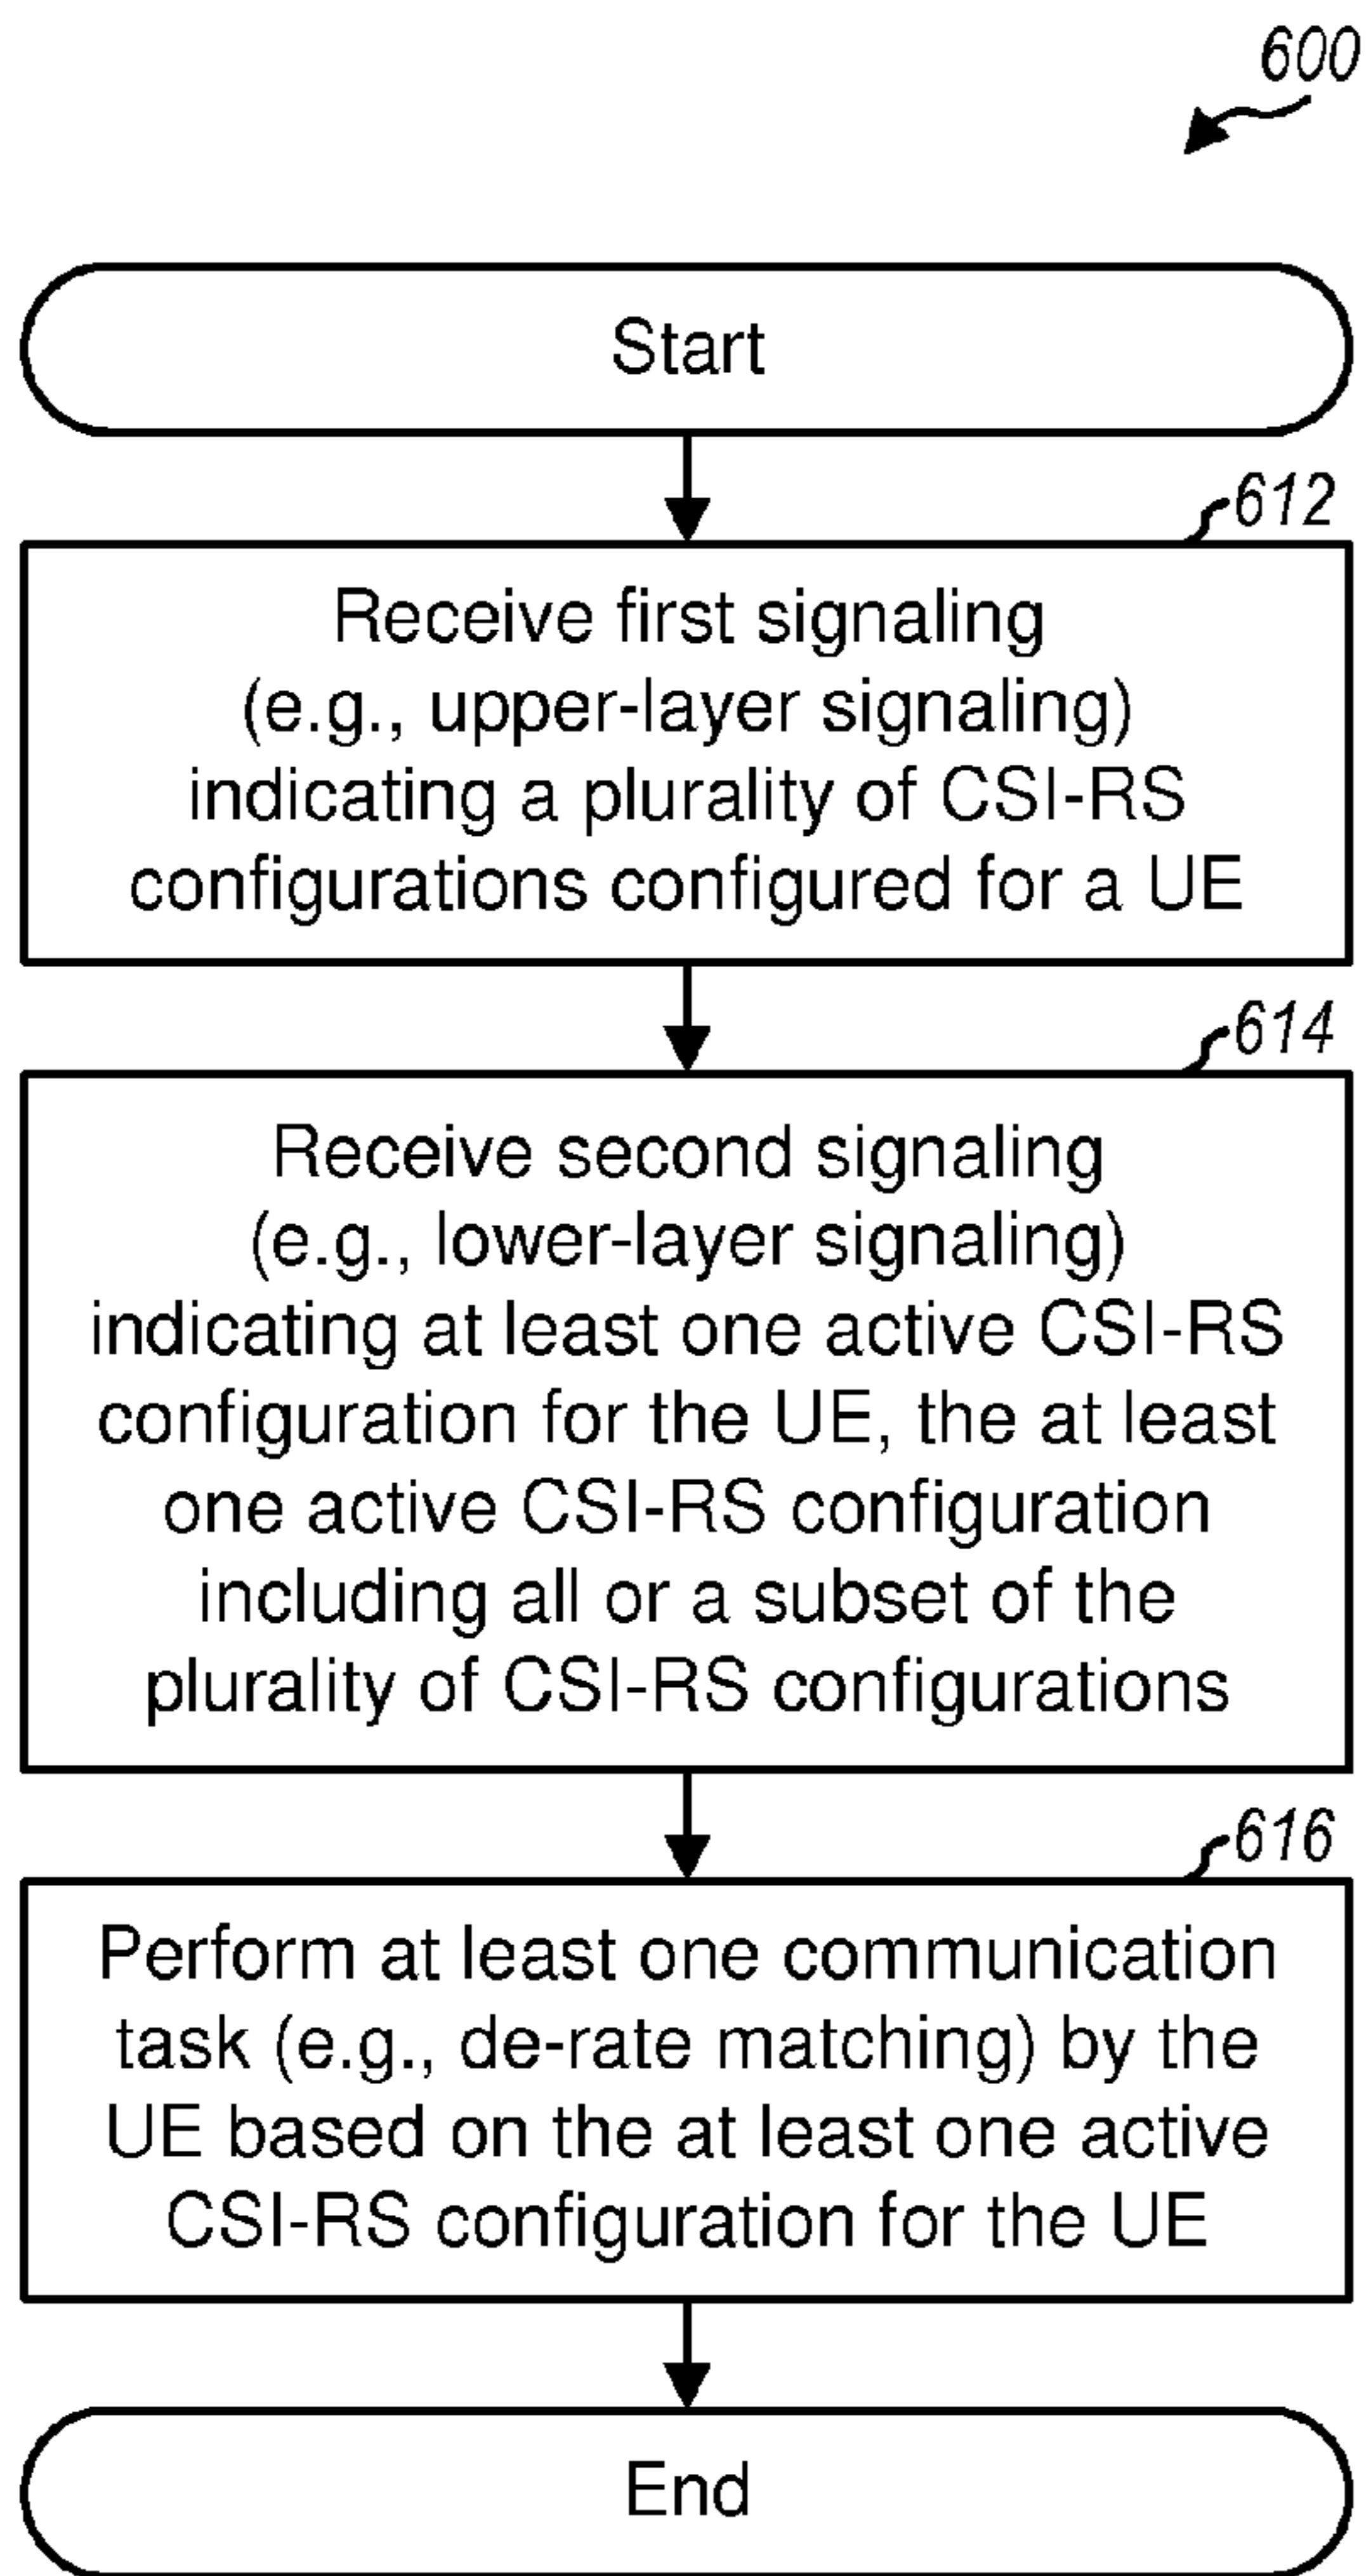 600
Start
612
Receive first signaling
(e.g., upper-layer signaling)
indicating a plurality of CSI-RS
configurations configured for a UE
614
Receive second signaling
(e.g., lower-layer signaling)
indicating at least one active CSI-RS
configuration for the UE, the at least
one active CSI-RS configuration
including all or a subset of the
plurality of CSI-RS configurations
616
Perform at least one communication
task (e.g., de-rate matching) by the
UE based on the at least one active
CSI-RS configuration for the UE
End